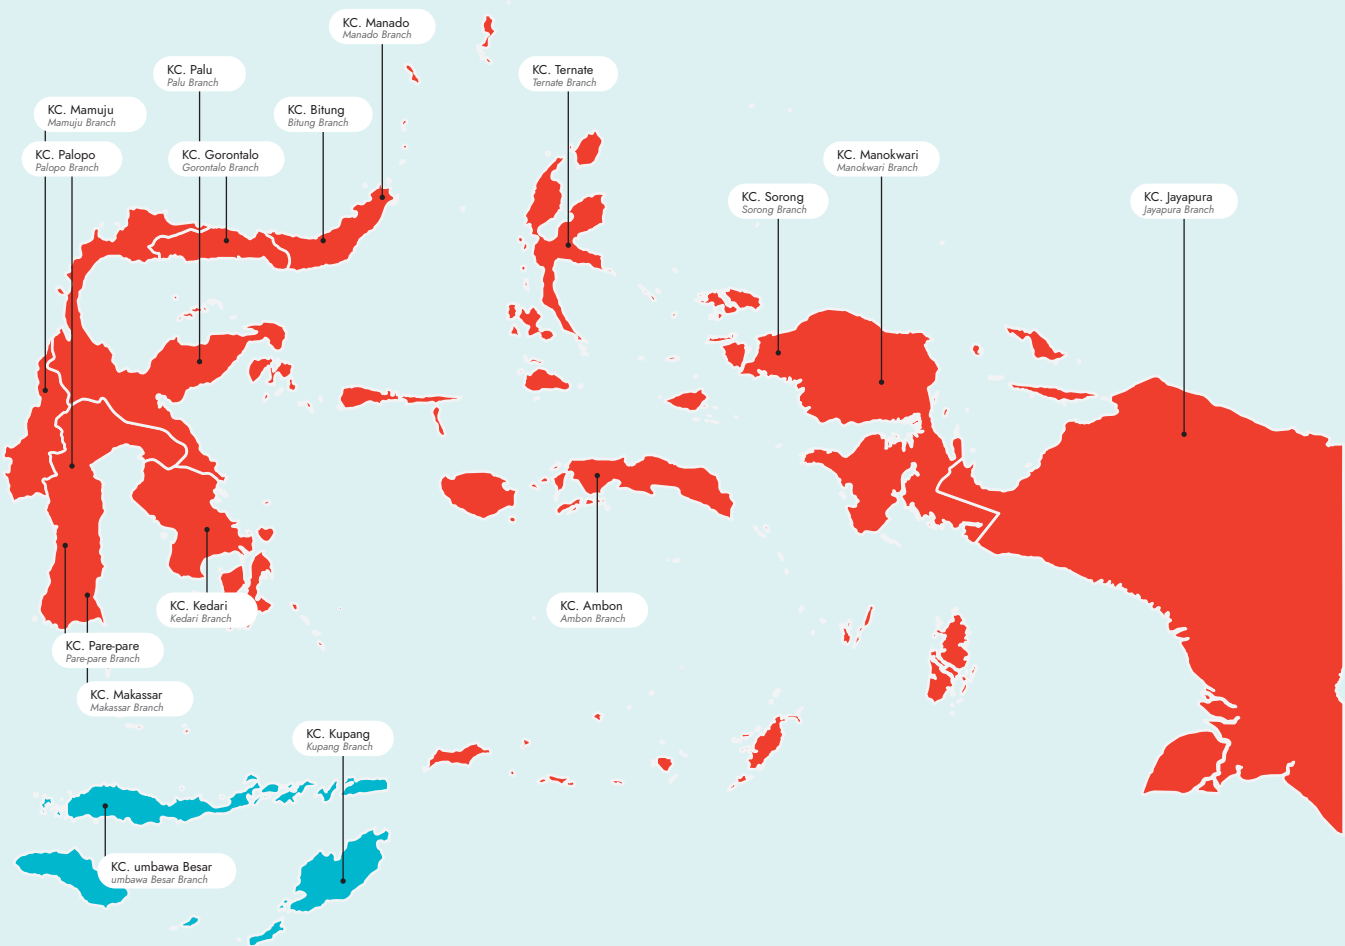 KC. Manado
Manado Branch
KC. Palu
Palu Branch
KC. Ternate
Ternate Branch
KC. Mamuju
Mamuju Branch
KC. Bitung
Bitung Branch
KC. Palopo
Palopo Branch
KC. Gorontalo
Gorontalo Branch
KC. Manokwari
Manokwari Branch
KC. Sorong
Sorong Branch
KC. Jayapura
Jayapura Branch
KC. Kedari
Kedari Branch
KC. Ambon
Ambon Branch
KC. Pare-pare
Pare-pare Branch
KC. Makassar
Makassar Branch
KC. Kupang
Kupang Branch
KC. umbawa Besar
umbawa Besar Branch